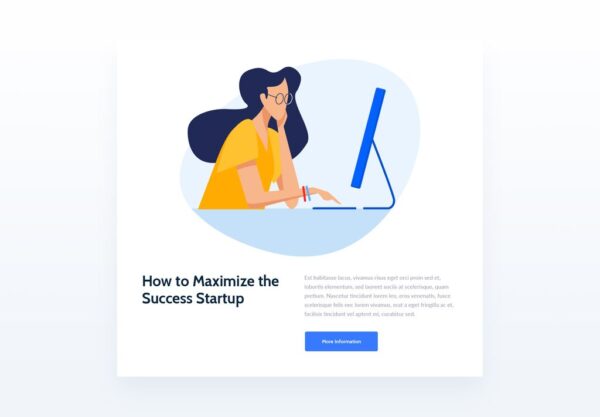 How to Maximize the
Success Startup
Est habitasse lacus, vivamus risus eget orci proin sed et,
lobortis elementum, and laoreet sociis at scelerisque, quam
pretium. Nascetur tincidunt lorem leo, eros venenatis, fusce
scelerisque felis nec lorem vivamus, erat a eget fringilla ac et,
facilisis tincidunt vel aptent mi, curabitur sed.
More Information